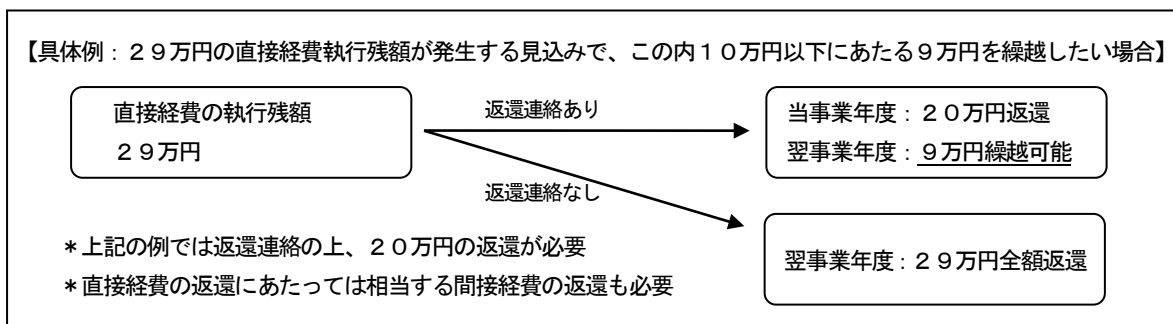 【具体例：２９万円の直接経費執行残額が発生する見込みで、この内１０万円以下にあたる９万円を繰越したい場合】
直接経費の執行残額
２９万円
返還連絡あり
当事業年度：２０万円返還
翌事業年度：９万円繰越可能
返還連絡なし
翌事業年度：２９万円全額返還
＊上記の例では返還連絡の上、２０万円の返還が必要
＊直接経費の返還にあたっては相当する間接経費の返還も必要